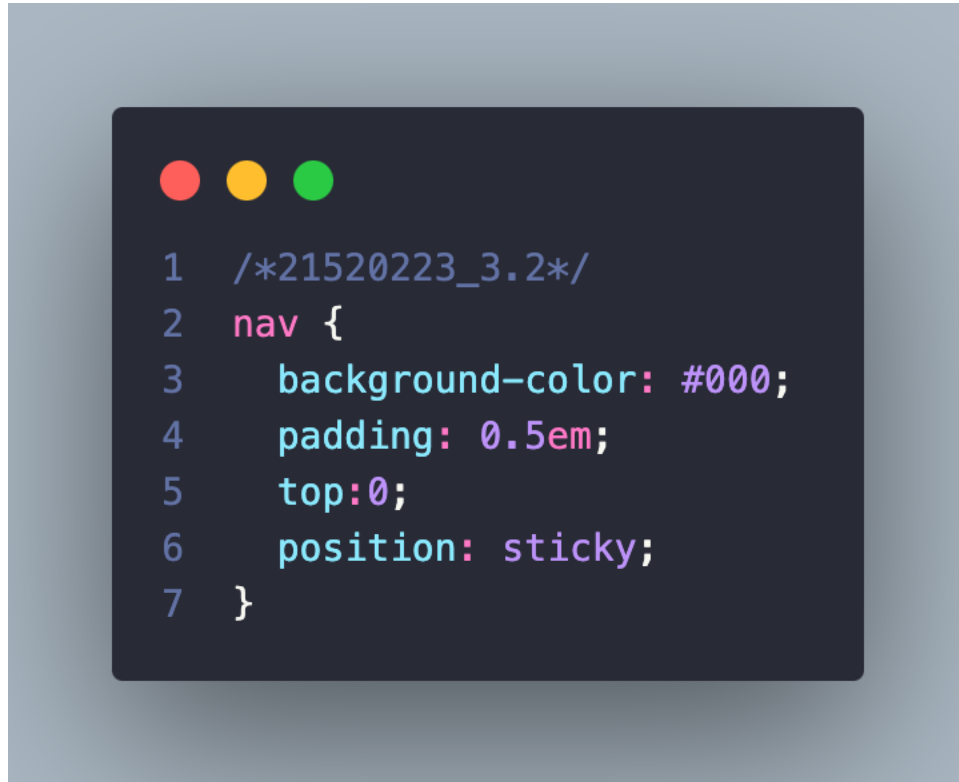 1 /*21520223_3.2*/
2 nav {
3   background-color: #000;
4   padding: 0.5em;
5   top:0;
6   position: sticky;
7 }